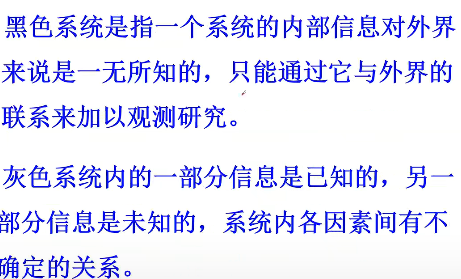 黑色系统是指一个系统的内部信息对外界
来说是一无所知的，只能通过它与外界的
联系来加以观测研究。
灰色系统内的一部分信息是已知的，另一
部分信息是未知的，系统内各因素间有不
确定的关系。